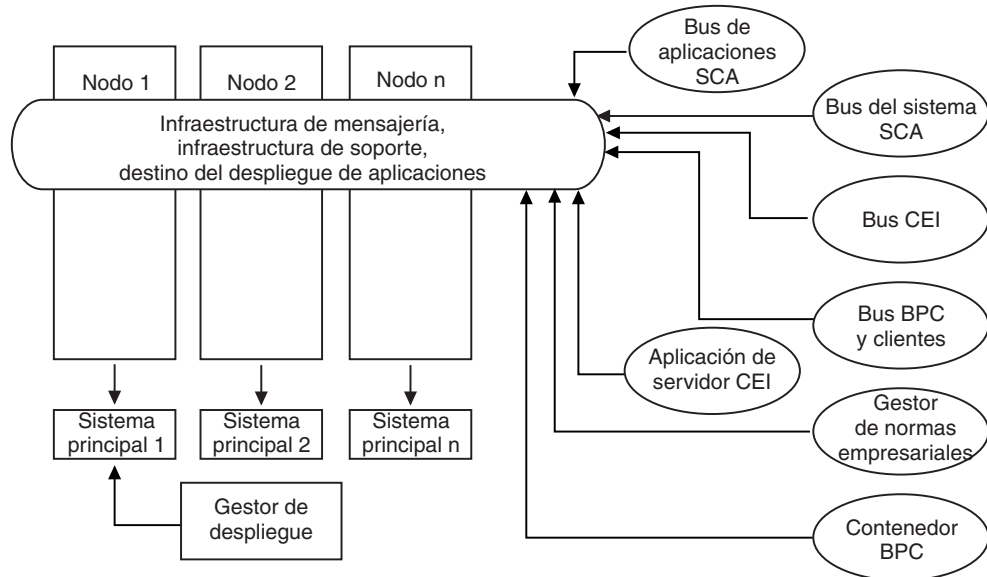 Bus de
aplicaciones
SCA
Nodo 1
Nodo 2
Nodo n
Bus del sistema
SCA
Infraestructura de mensajería,
infraestructura de soporte,
destino del despliegue de aplicaciones
Bus CEI
Bus BPC
y clientes
Aplicación de
servidor CEI
Sistema
principal 1
Sistema
principal 2
Sistema
principal n
Gestor
de normas
empresariales
Gestor de
despliegue
Contenedor
BPC